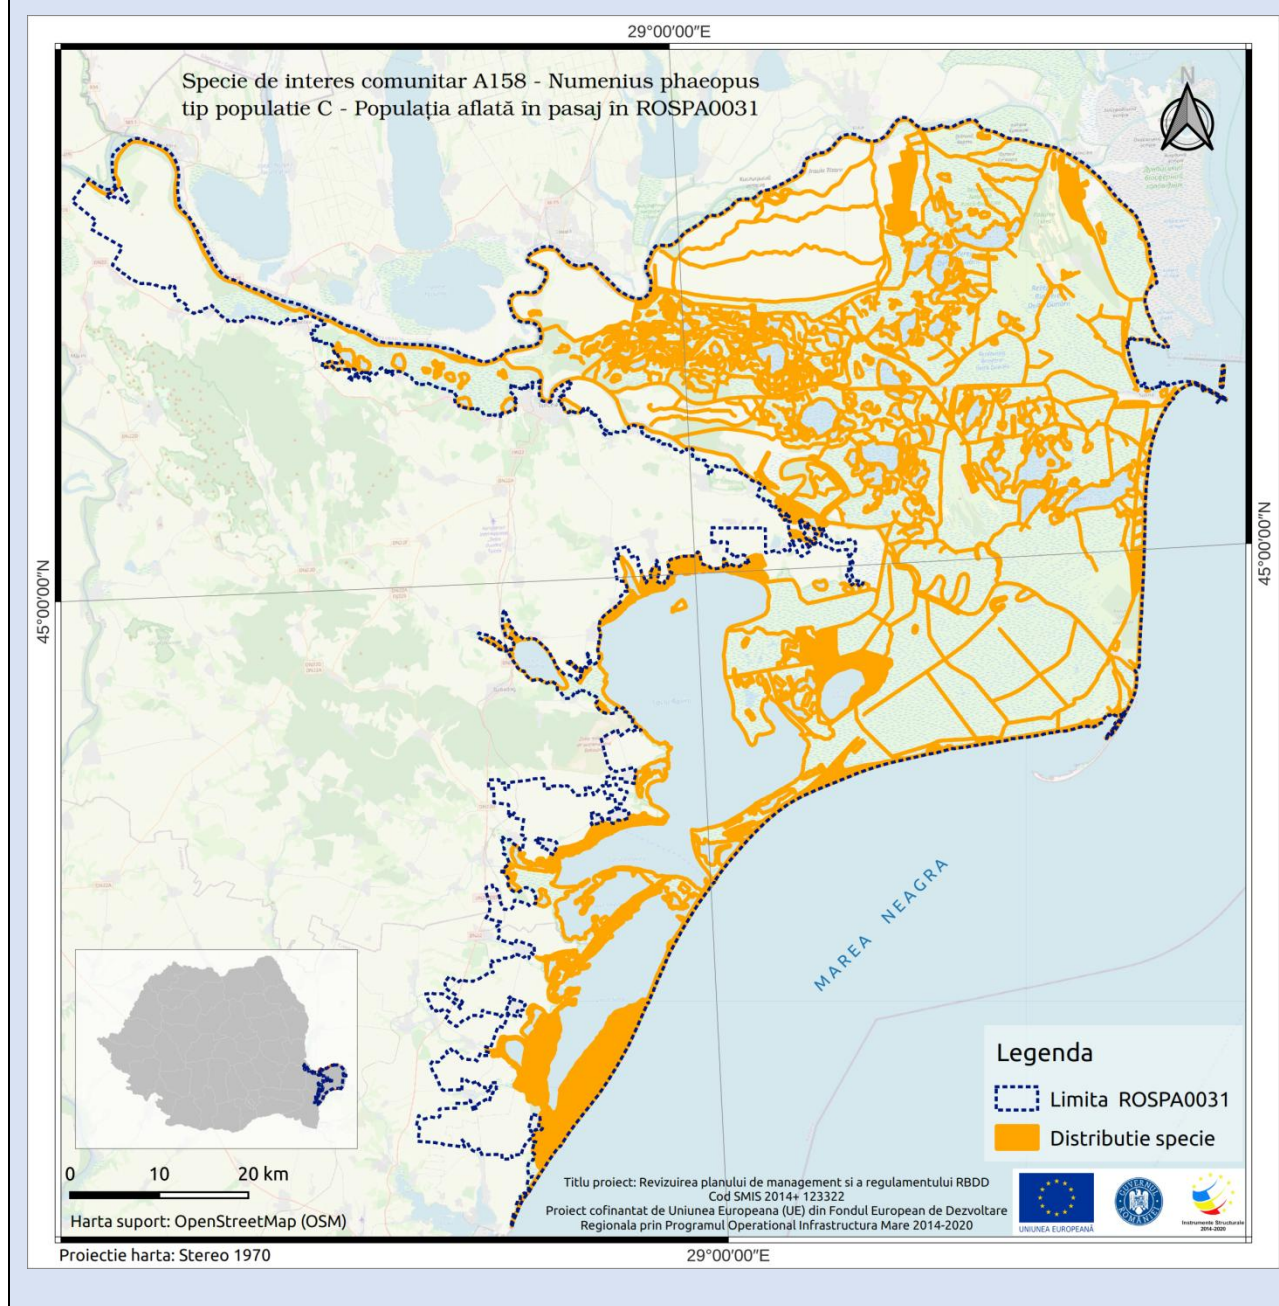 29°00′00″E
Specie de interes comunitar A158 - Numenius phaeopus
tip populatie C - Populația aflată în pasaj în ROSPA0031
N
45°00′00″N
45°00′00″N
MAREA NEAGRA
Legenda
Limita ROSPA0031
Distributie specie
0 10 20 km
Harta suport: OpenStreetMap (OSM)
Titlu proiect: Revizuirea planului de management si a regulamentului RBDD
Cod SMIS 2014+ 123322
Proiect cofinantat de Uniunea Europeana (UE) din Fondul European de Dezvoltare
Regionala prin Programul Operational Infrastructura Mare 2014-2020
UNIUNEA EUROPEANĂ
GUVERNUL ROMÂNIEI
Instrumente Structurale
2014-2020
Proiectie harta: Stereo 1970
29°00′00″E